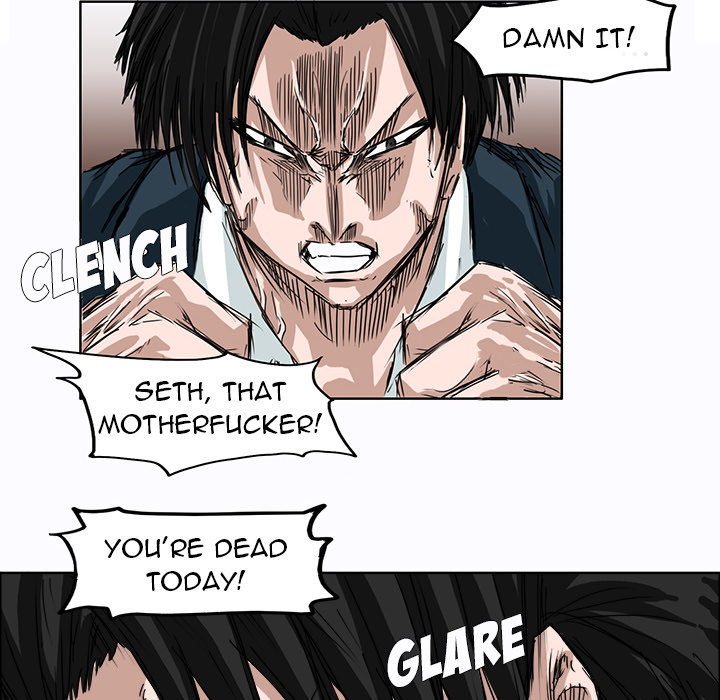 DAMN IT!
CLENCH
SETH, THAT
MOTHERFUCKER!
YOU'RE DEAD
TODAY!
GLARE